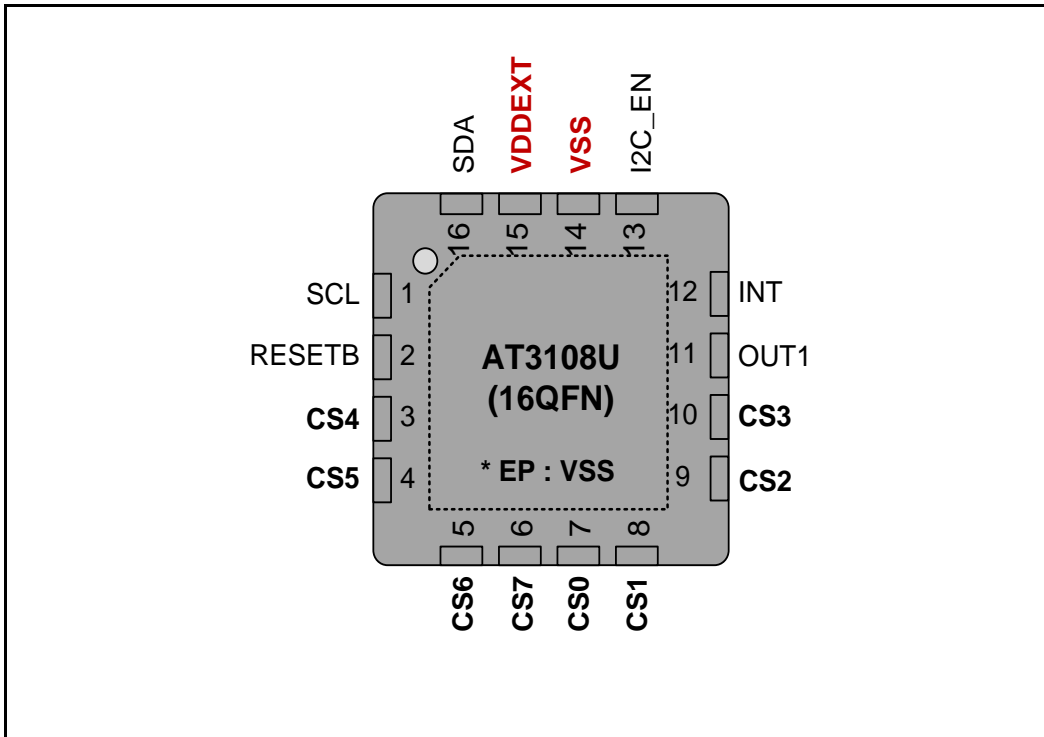 SDA
VDDEXT
VSS
I2C_EN
16
15
14
13
SCL 1
12 INT
RESETB 2
11 OUT1
CS4 3
10 CS3
CS5 4
9 CS2
AT3108U
(16QFN)
* EP : VSS
5
6
7
8
CS6
CS7
CS0
CS1